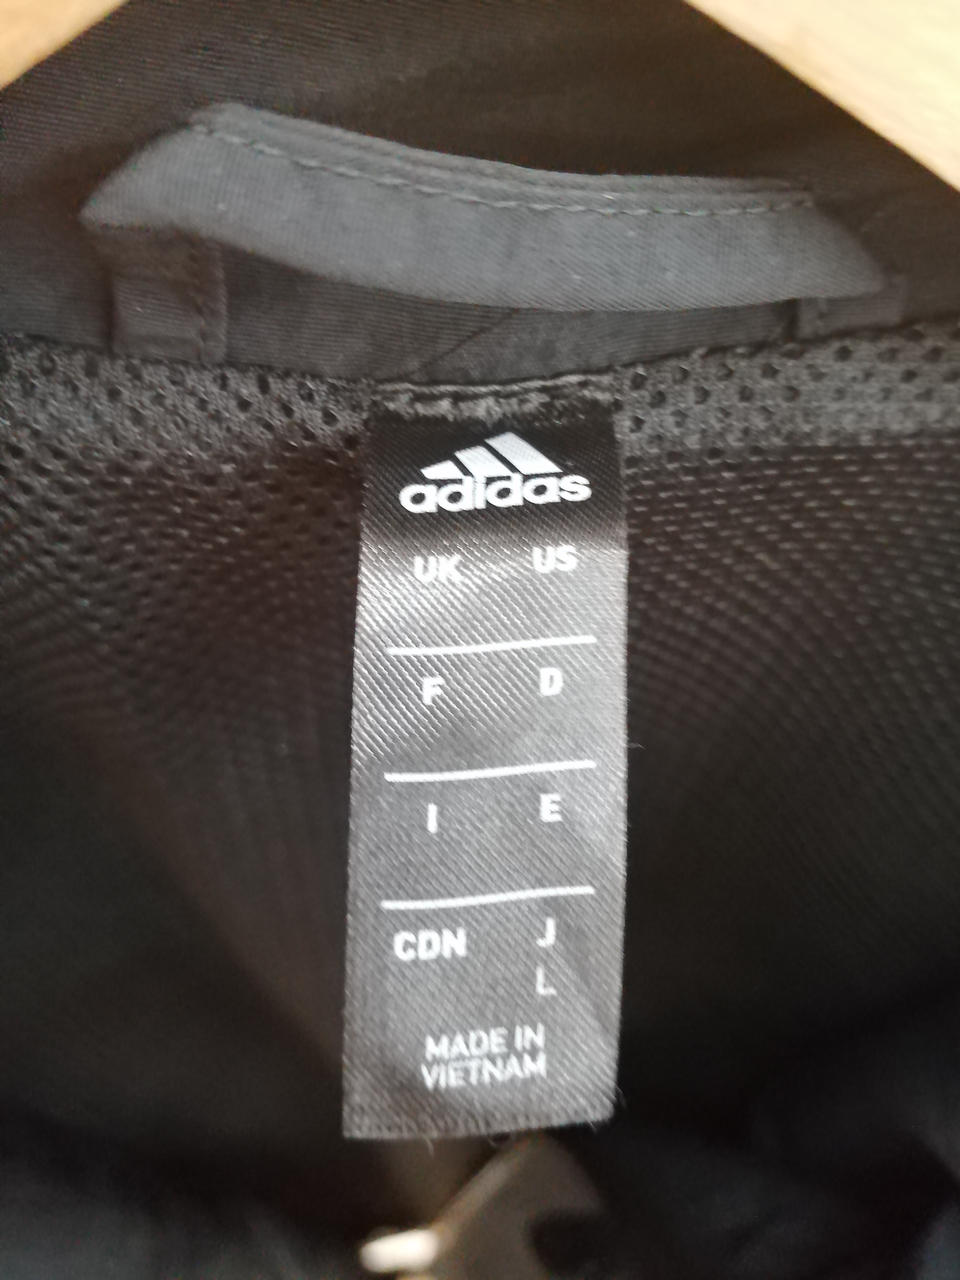 adidas
UK US
F D
I E
CDN J
L
MADE IN
VIETNAM